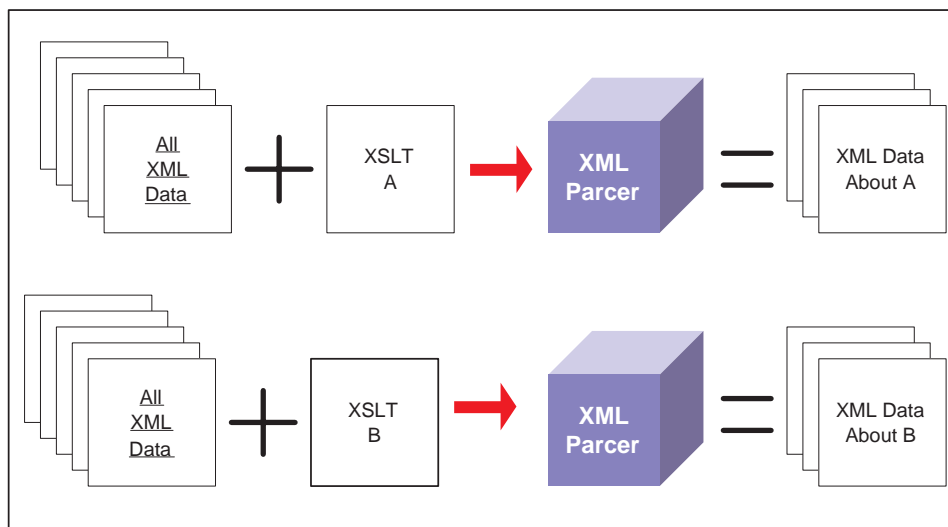 All
XML
Data
XSLT
A
XML
Parcer
XML Data
About A
All
XML
Data
XSLT
B
XML
Parcer
XML Data
About B